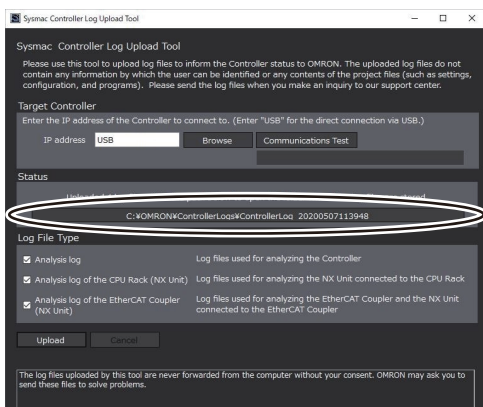 Sysmac Controller Log Upload Tool
Sysmac Controller Log Upload Tool
Please use this tool to upload log files to inform the Controller status to OMRON. The uploaded log files do not
contain any information by which the user can be identified or any contents of the project files (such as settings,
configuration, and programs). Please send the log files when you make an inquiry to our support center.
Target Controller
Enter the IP address of the Controller to connect to. (Enter "USB" for the direct connection via USB.)
IP address USB Browse Communications Test
Status
C:¥OMRON¥ControllerLogs¥ControllerLog_20200507113948
Log File Type
Analysis log Log files used for analyzing the Controller
Analysis log of the CPU Rack (NX Unit) Log files used for analyzing the NX Unit connected to the CPU Rack
Analysis log of the EtherCAT Coupler Log files used for analyzing the EtherCAT Coupler and the NX Unit
(NX Unit) connected to the EtherCAT Coupler
Upload Cancel
The log files uploaded by this tool are never forwarded from the computer without your consent. OMRON may ask you to
send these files to solve problems.